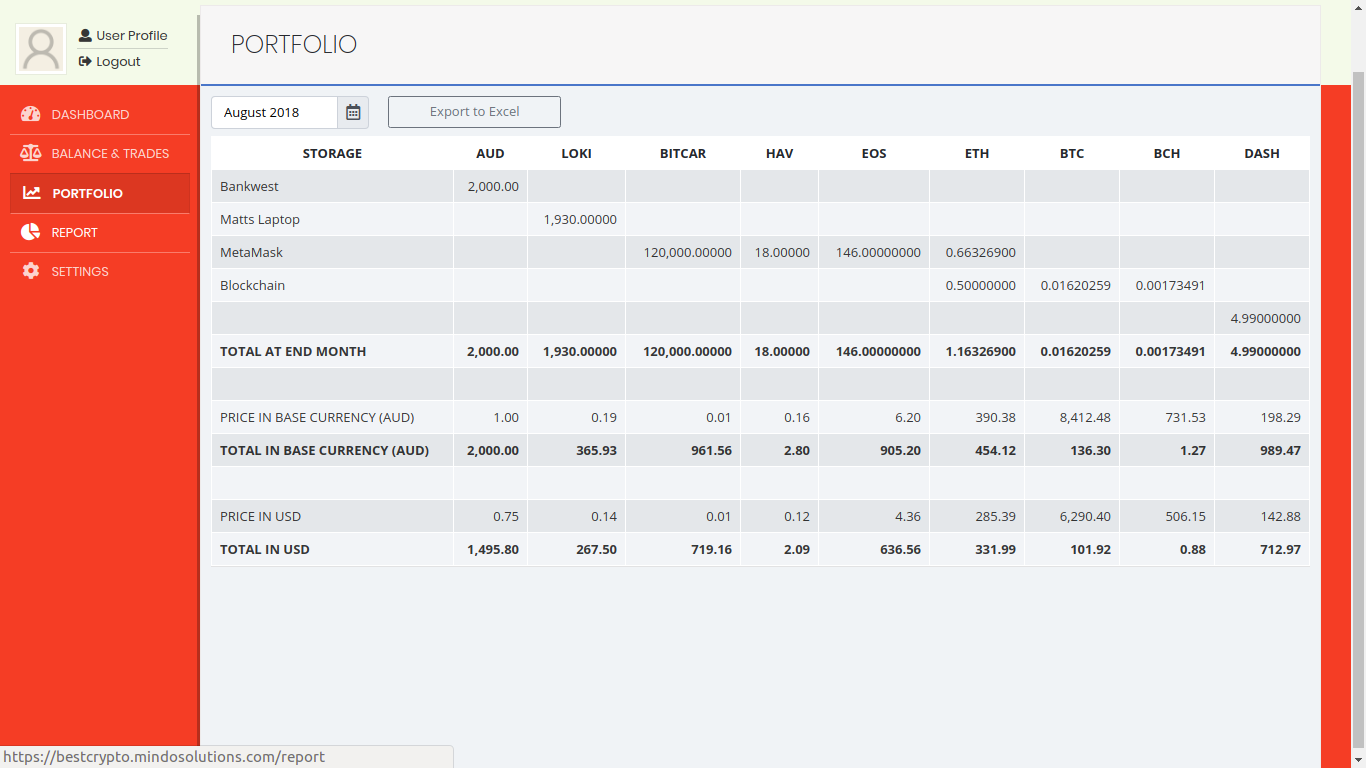 User Profile
Logout
PORTFOLIO
DASHBOARD
BALANCE & TRADES
PORTFOLIO
REPORT
SETTINGS
August 2018
Export to Excel
STORAGE AUD LOKI BITCAR HAV EOS ETH BTC BCH DASH
Bankwest 2,000.00
Matts Laptop 1,930.00000
MetaMask 120,000.00000 18.00000 146.00000000 0.66326900
Blockchain 0.50000000 0.01620259 0.00173491
4.99000000
TOTAL AT END MONTH 2,000.00 1,930.00000 120,000.00000 18.00000 146.00000000 1.16326900 0.01620259 0.00173491 4.99000000
PRICE IN BASE CURRENCY (AUD) 1.00 0.19 0.01 0.16 6.20 390.38 8,412.48 731.53 198.29
TOTAL IN BASE CURRENCY (AUD) 2,000.00 365.93 961.56 2.80 905.20 454.12 136.30 1.27 989.47
PRICE IN USD 0.75 0.14 0.01 0.12 4.36 285.39 6,290.40 506.15 142.88
TOTAL IN USD 1,495.80 267.50 719.16 2.09 636.56 331.99 101.92 0.88 712.97
https://bestcrypto.mindosolutions.com/report